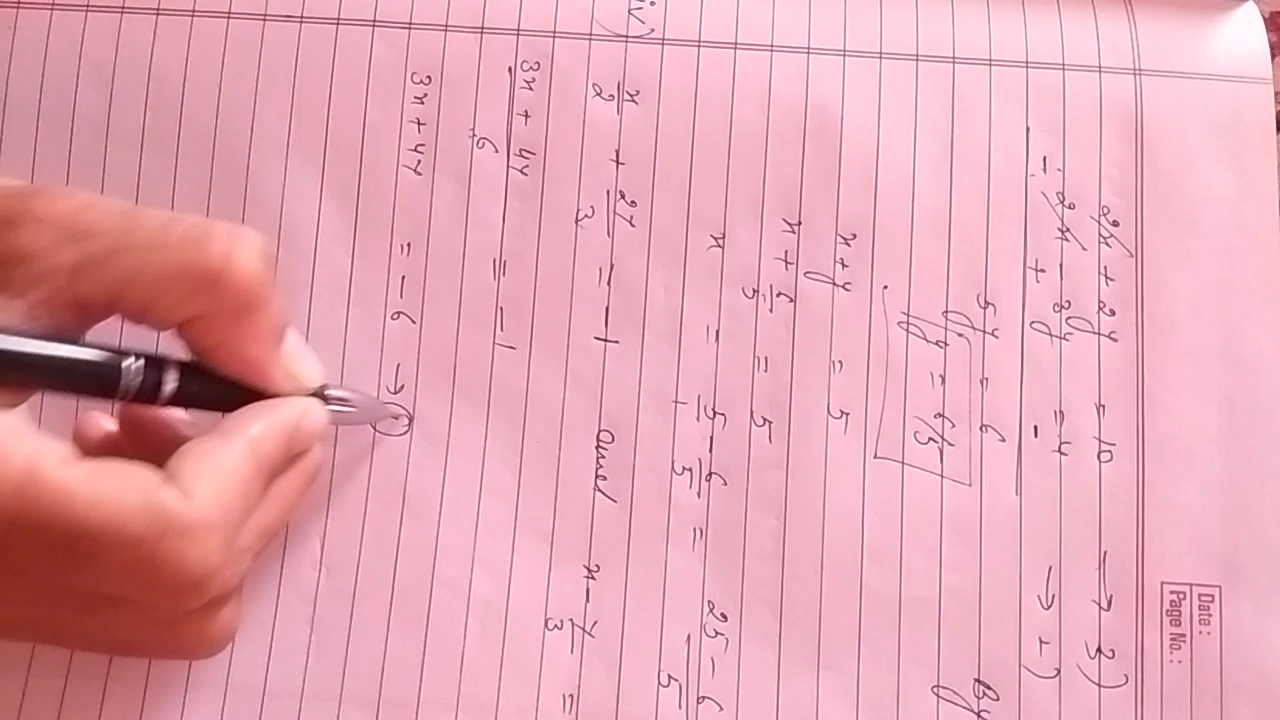 Date :
Page No. :
2x + 2y = 10 → 3)
2x - 3y = 4 → 2)
- + -
5y = 6
y = 6/5
By
x + y = 5
x + 6/5 = 5
x = 5/1 - 6/5 = 25 - 6/5
iv) x/2 + 2y/3 = -1 and x - y/3 =
3x + 4y/6 = -1
3x + 4y = -6 →